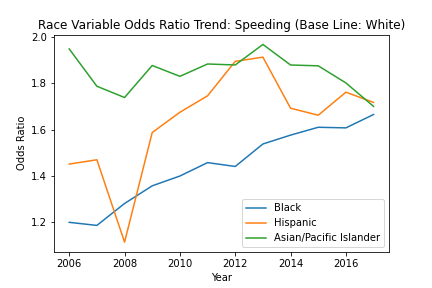 Race Variable Odds Ratio Trend: Speeding (Base Line: White)
2.0
1.8
1.6
1.4
1.2
Odds Ratio
Black
Hispanic
Asian/Pacific Islander
2006 2008 2010 2012 2014 2016
Year